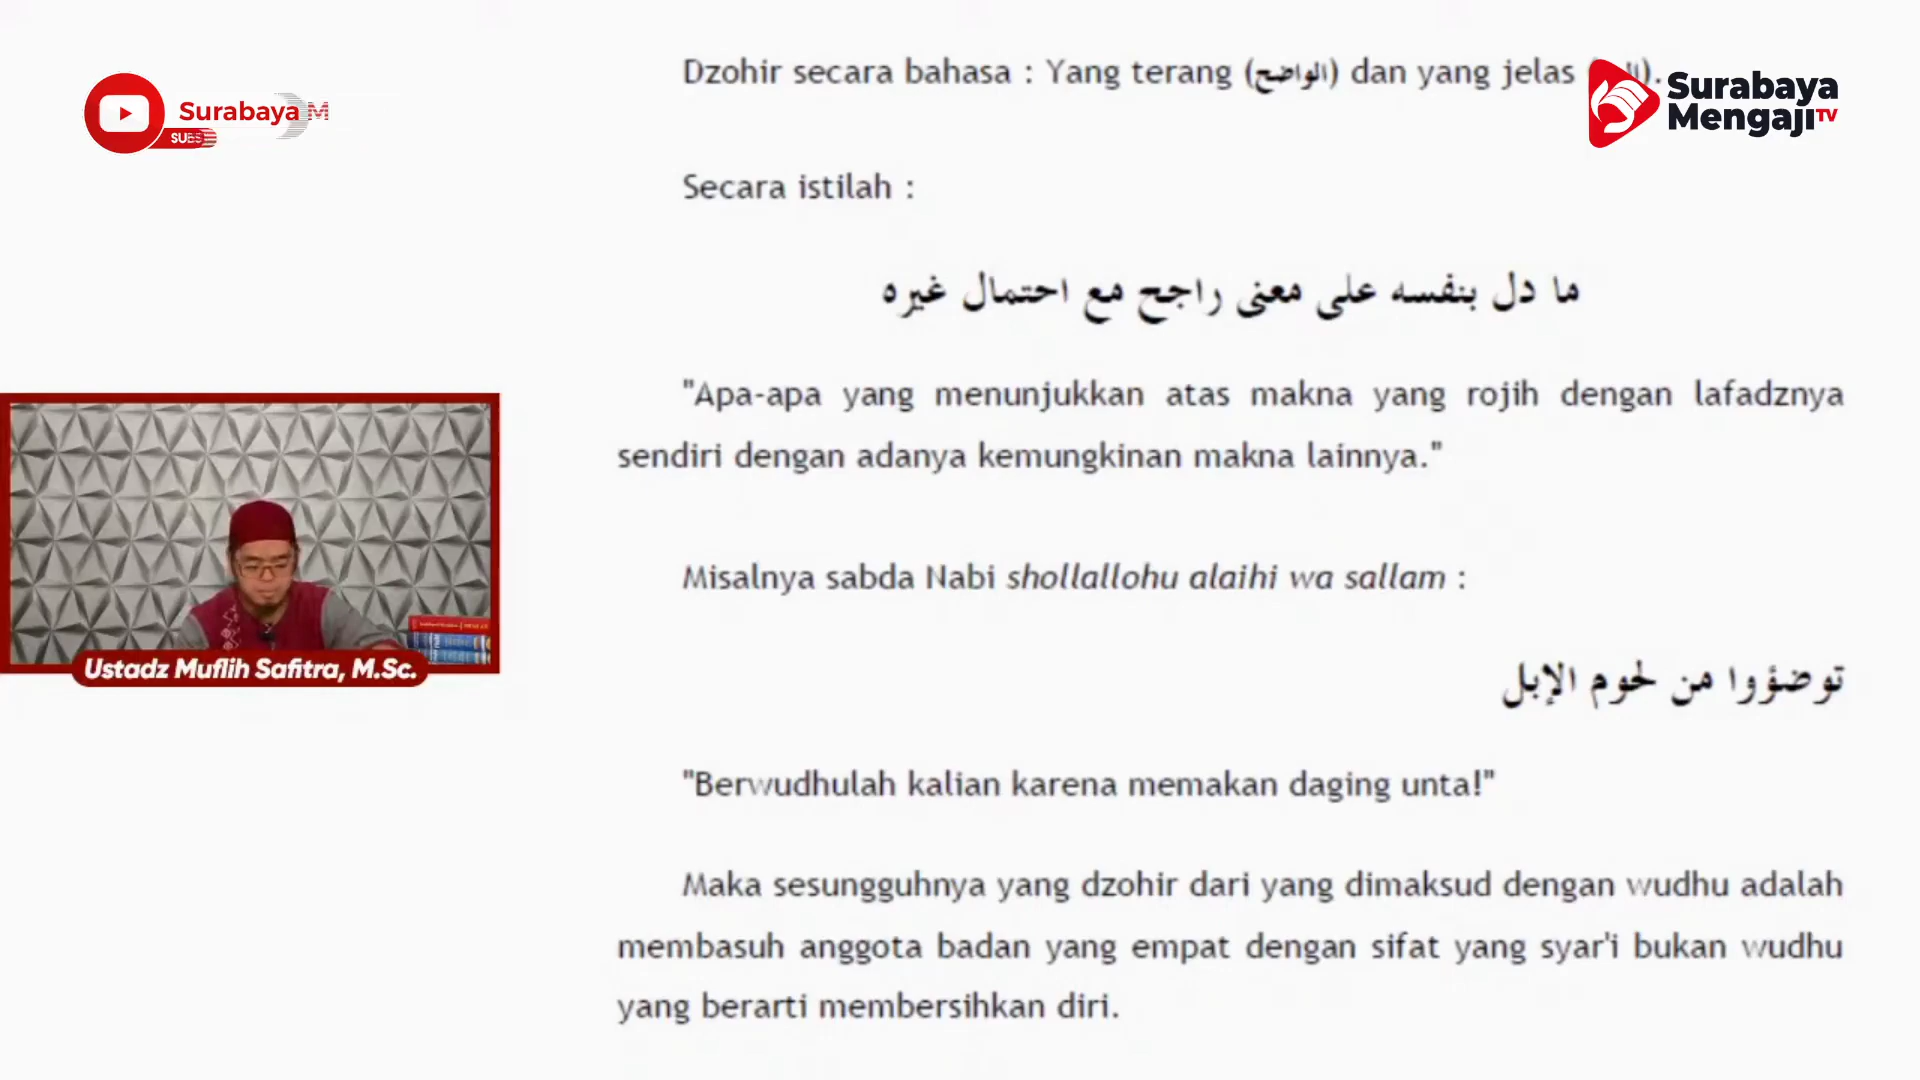 Dzohir secara bahasa : Yang terang (الواضح) dan yang jelas
Surabaya
Mengaji TV
Surabaya M
SUBS
Secara istilah :
ما دل بنفسه على معنى راجح مع احتمال غيره
"Apa-apa yang menunjukkan atas makna yang rojih dengan lafadznya
sendiri dengan adanya kemungkinan makna lainnya."
Misalnya sabda Nabi shollallohu alaihi wa sallam :
توضؤوا من لحوم الإبل
Ustadz Muflih Safitra, M.Sc.
"Berwudhulah kalian karena memakan daging unta!"
Maka sesungguhnya yang dzohir dari yang dimaksud dengan wudhu adalah
membasuh anggota badan yang empat dengan sifat yang syar'i bukan wudhu
yang berarti membersihkan diri.